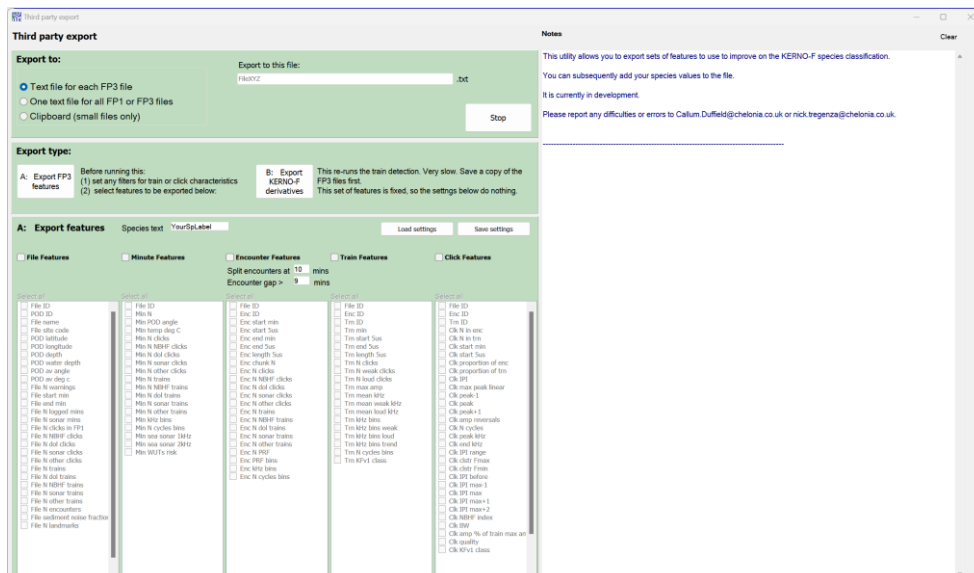 Third party export
Third party export
Export to:
Text file for each FP3 file
One text file for all FP1 or FP3 files
Clipboard (small files only)
Export to this file:
FileXYZ
.txt
Stop
Export type:
A: Export FP3 features
Before running this:
(1) set any filters for train or click characteristics
(2) select features to be exported below:
B: Export KERNO-F derivatives
This re-runs the train detection. Very slow. Save a copy of the
FP3 files first.
This set of features is fixed, so the settngs below do nothing.
A: Export features
Species text YourSpLabel
Load settings
Save settings
File Features
Select all
File ID
POD ID
File name
File site code
POD latitude
POD longitude
POD depth
POD water depth
POD av angle
POD av deg c
File N warnings
File start min
File end min
File N logged mins
File N sonar mins
File N clicks in FP1
File N NBHF clicks
File N dol clicks
File N sonar clicks
File N other clicks
File N trains
File N dol trains
File N NBHF trains
File N sonar trains
File N other trains
File N encounters
File sediment noise fraction
File N landmarks
Minute Features
Select all
File ID
Min N
Min POD angle
Min temp deg C
Min N clicks
Min N NBHF clicks
Min N dol clicks
Min N sonar clicks
Min N other clicks
Min N trains
Min N NBHF trains
Min N dol trains
Min N sonar trains
Min N other trains
Min kHz bins
Min N cycles bins
Min sea sonar 1kHz
Min sea sonar 2kHz
Min WUTs risk
Encounter Features
Split encounters at 10 mins
Encounter gap > 9 mins
Select all
File ID
Enc ID
Enc start min
Enc start 5us
Enc end min
Enc end 5us
Enc length 5us
Enc chunk N
Enc N clicks
Enc N NBHF clicks
Enc N dol clicks
Enc N sonar clicks
Enc N other clicks
Enc N trains
Enc N NBHF trains
Enc N dol trains
Enc N sonar trains
Enc N other trains
Enc N PRF
Enc PRF bins
Enc kHz bins
Enc N cycles bins
Train Features
Select all
File ID
Enc ID
Trn ID
Trn min
Trn start 5us
Trn end 5us
Trn length 5us
Trn N clicks
Trn N weak clicks
Trn N loud clicks
Trn max amp
Trn mean kHz
Trn mean weak kHz
Trn mean loud kHz
Trn kHz bins
Trn kHz bins weak
Trn kHz bins loud
Trn kHz bins trend
Trn N cycles bins
Trn KFv1 class
Click Features
Select all
File ID
Enc ID
Trn ID
Clk N in enc
Clk N in trn
Clk start min
Clk start 5us
Clk proportion of enc
Clk proportion of trn
Clk IPI
Clk max peak linear
Clk peak-1
Clk peak
Clk peak+1
Clk amp reversals
Clk N cycles
Clk peak kHz
Clk end kHz
Clk IPI range
Clk clstr Fmax
Clk clstr Fmin
Clk IPI before
Clk IPI max-1
Clk IPI max
Clk IPI max+1
Clk IPI max+2
Clk NBHF index
Clk BW
Clk amp % of train max am
Clk quality
Clk KFv1 class
Notes
Clear
This utility allows you to export sets of features to use to improve on the KERNO-F species classification.
You can subsequently add your species values to the file.
It is currently in development.
Please report any difficulties or errors to Callum.Duffield@chelonia.co.uk or nick.tregenza@chelonia.co.uk.